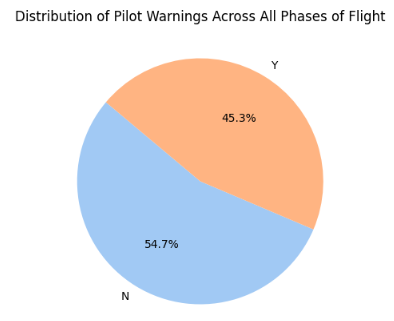 Distribution of Pilot Warnings Across All Phases of Flight
Y
45.3%
54.7%
N